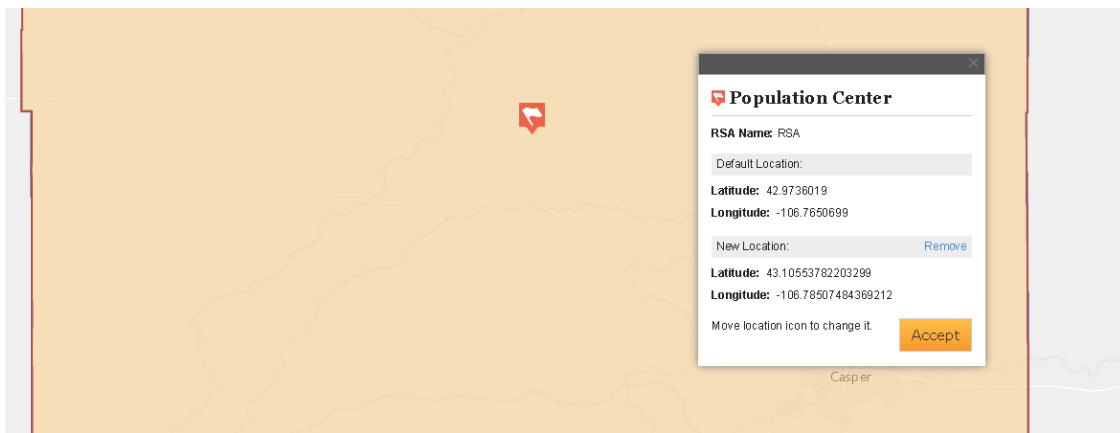 Population Center
RSA Name: RSA
Default Location:
Latitude: 42.9736019
Longitude: -106.7650699
New Location: Remove
Latitude: 43.10553782203299
Longitude: -106.78507484369212
Move location icon to change it.
Accept
Casper